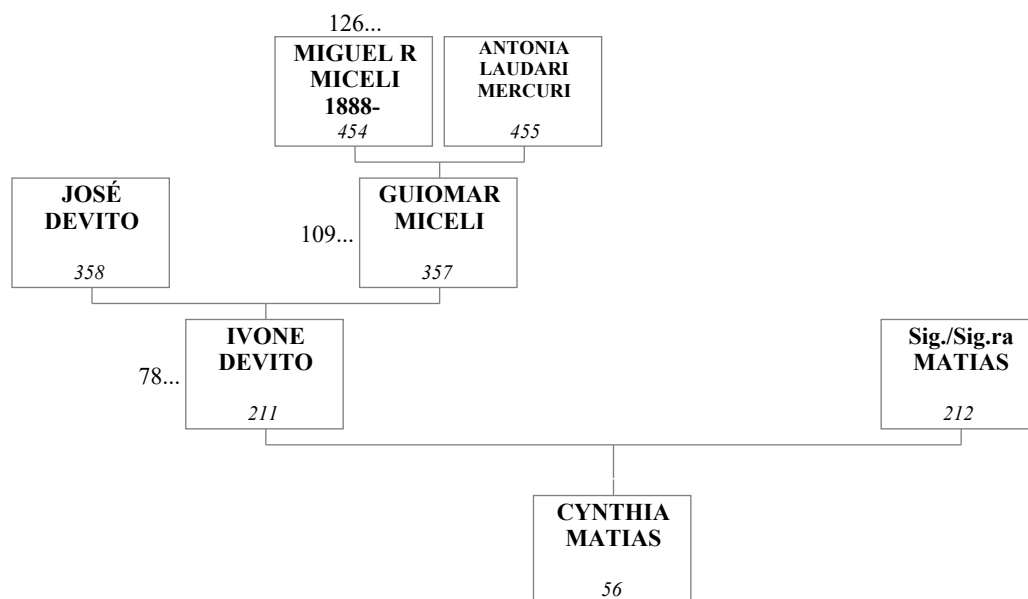 126...
MIGUEL R
MICELI
1888-
454
ANTONIA
LAUDARI
MERCURI
455
JOSÉ
DEVITO
358
109...
GUIOMAR
MICELI
357
78...
IVONE
DEVITO
211
Sig./Sig.ra
MATIAS
212
CYNTHIA
MATIAS
56